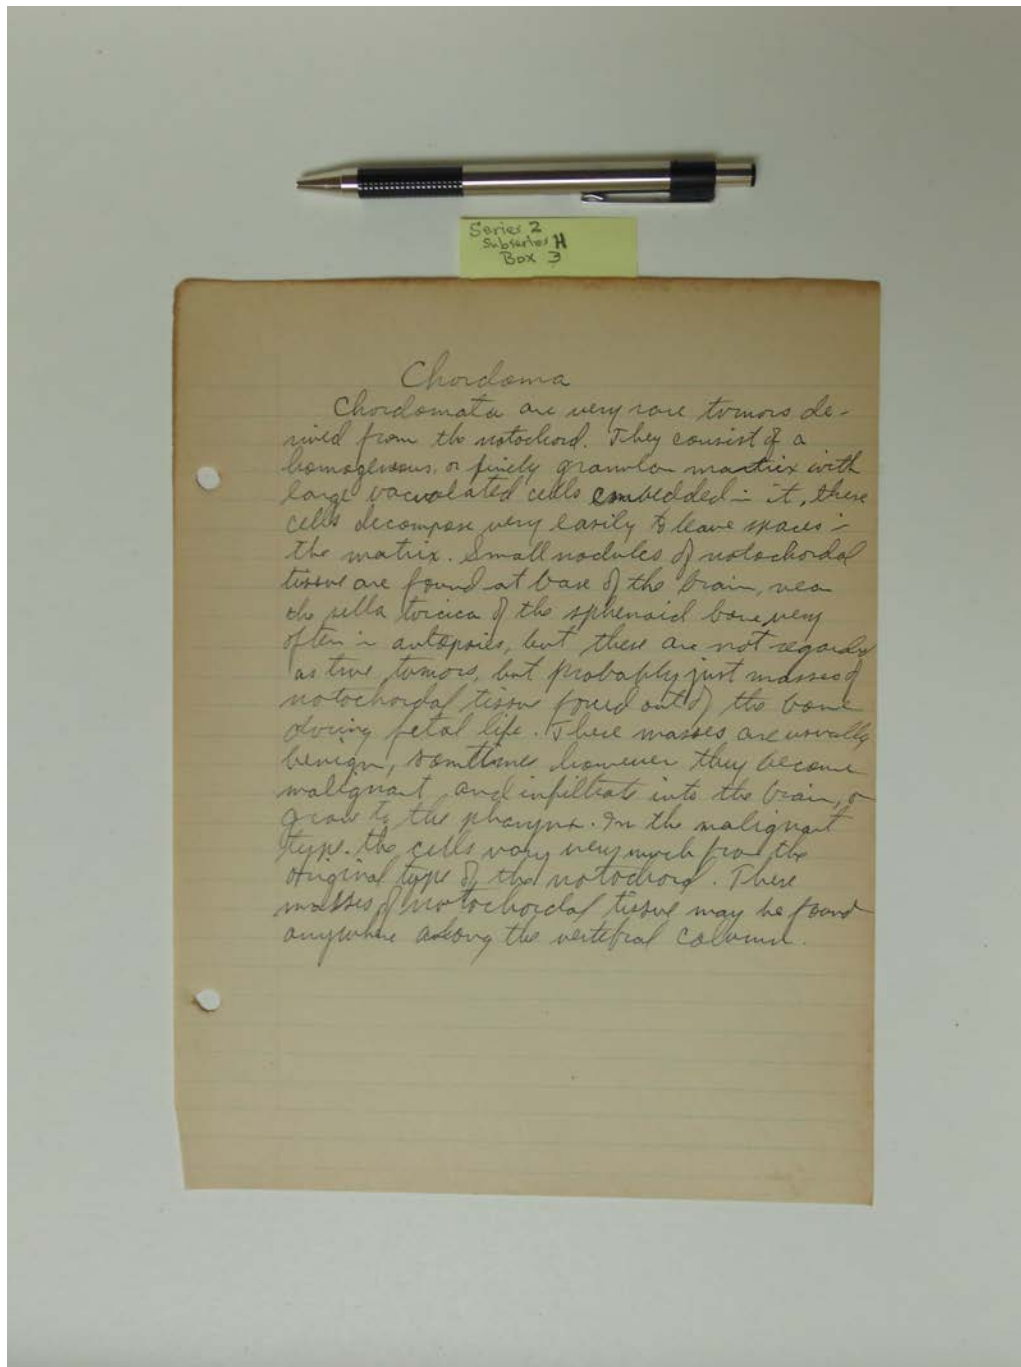 Series 2
Subseries H
Box 3
Chordoma
Chordomata are very rare tumors de-
rived from the notochord. They consist of a
homogeneous, or finely granular matrix with
large vacuolated cells embedded in it, these
cells decompose very easily to leave spaces in
the matrix. Small nodules of notochordal
tissue are found at base of the brain, near
the sella turcica of the sphenoid bone very
often in autopsies, but these are not regarded
as true tumors, but probably just masses of
notochordal tissue forced out of the bone
during fetal life. These masses are usually
benign, sometimes however they become
malignant and infiltrate into the brain, or
grow to the pharynx. In the malignant
type the cells vary very much from the
original type of the notochord. These
masses of notochordal tissue may be found
anywhere along the vertebral column.